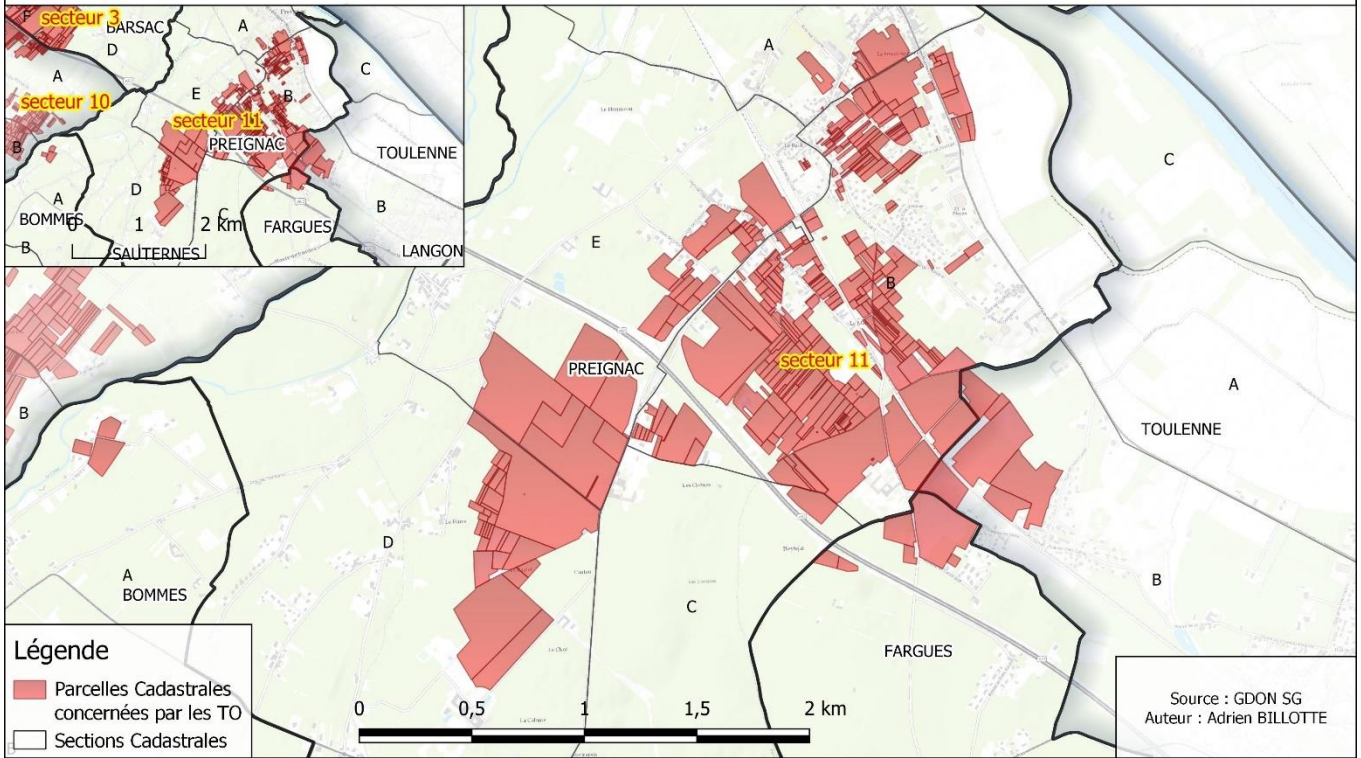 F
secteur 3
BARSAC
D
A
A
C
E
B
secteur 10
secteur 11
PREIGNAC
TOULENNE
B
D
A
BOMMES
B
C
B
FARGUES
LANGON
SAUTERNES
0 1 2 km
A
C
E
B
PREIGNAC
secteur 11
B
A
TOULENNE
D
A
BOMMES
C
B
FARGUES
Légende
Parcelles Cadastrales
concernées par les TO
Sections Cadastrales
0 0,5 1 1,5 2 km
Source : GDON SG
Auteur : Adrien BILLOTTE